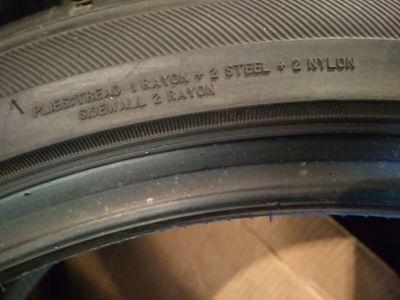 PLIES:TREAD 1 RAYON + 2 STEEL + 2 NYLON
SIDEWALL 2 RAYON